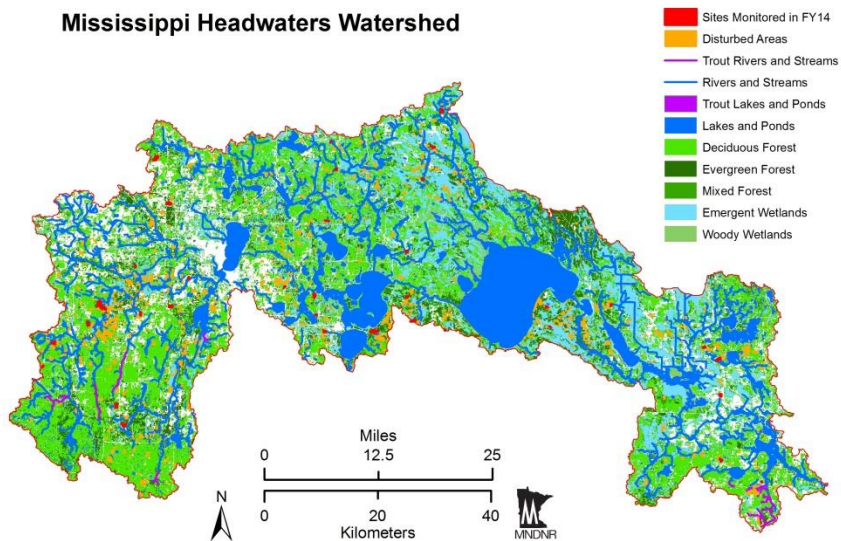 Mississippi Headwaters Watershed
Sites Monitored in FY14
Disturbed Areas
Trout Rivers and Streams
Rivers and Streams
Trout Lakes and Ponds
Lakes and Ponds
Deciduous Forest
Evergreen Forest
Mixed Forest
Emergent Wetlands
Woody Wetlands
Miles
0 12.5 25
N
0 20 40
Kilometers
M
MNDNR